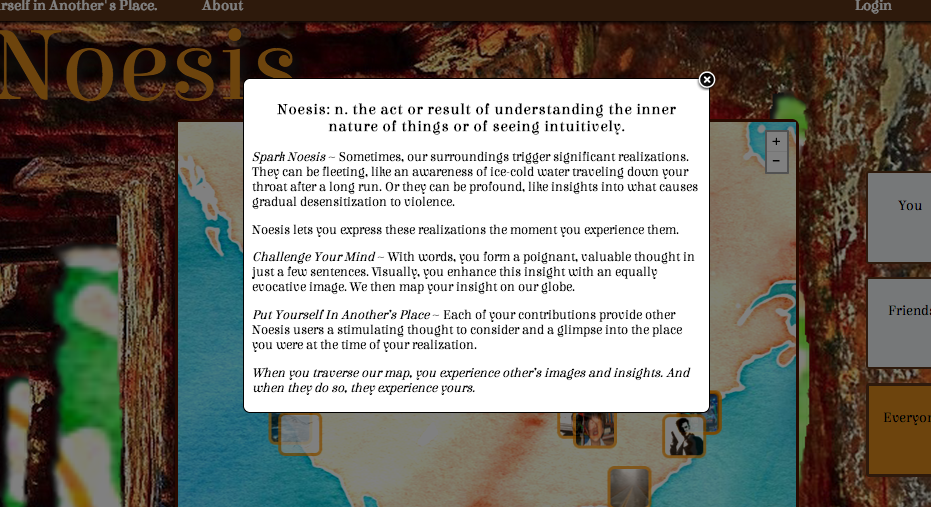 rself in Another's Place.
About
Login
Noesis
Noesis: n. the act or result of understanding the inner
nature of things or of seeing intuitively.
Spark Noesis ~ Sometimes, our surroundings trigger significant realizations.
They can be fleeting, like an awareness of ice-cold water traveling down your
throat after a long run. Or they can be profound, like insights into what causes
gradual desensitization to violence.
Noesis lets you express these realizations the moment you experience them.
Challenge Your Mind ~ With words, you form a poignant, valuable thought in
just a few sentences. Visually, you enhance this insight with an equally
evocative image. We then map your insight on our globe.
Put Yourself In Another's Place ~ Each of your contributions provide other
Noesis users a stimulating thought to consider and a glimpse into the place
you were at the time of your realization.
When you traverse our map, you experience other's images and insights. And
when they do so, they experience yours.
+
−
You
Friends
Everyon